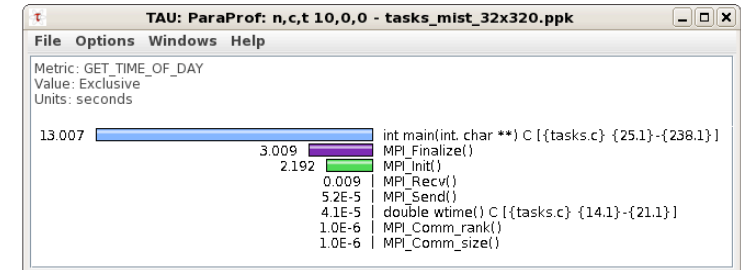 TAU: ParaProf: n,c,t 10,0,0 - tasks_mist_32x320.ppk
File Options Windows Help
Metric: GET_TIME_OF_DAY
Value: Exclusive
Units: seconds
13.007 int main(int, char **) C [{tasks.c} {25.1}-{238.1}]
3.009 MPI_Finalize()
2.192 MPI_Init()
0.009 MPI_Recv()
5.2E-5 MPI_Send()
4.1E-5 double wtime() C [{tasks.c} {14.1}-{21.1}]
1.0E-6 MPI_Comm_rank()
1.0E-6 MPI_Comm_size()